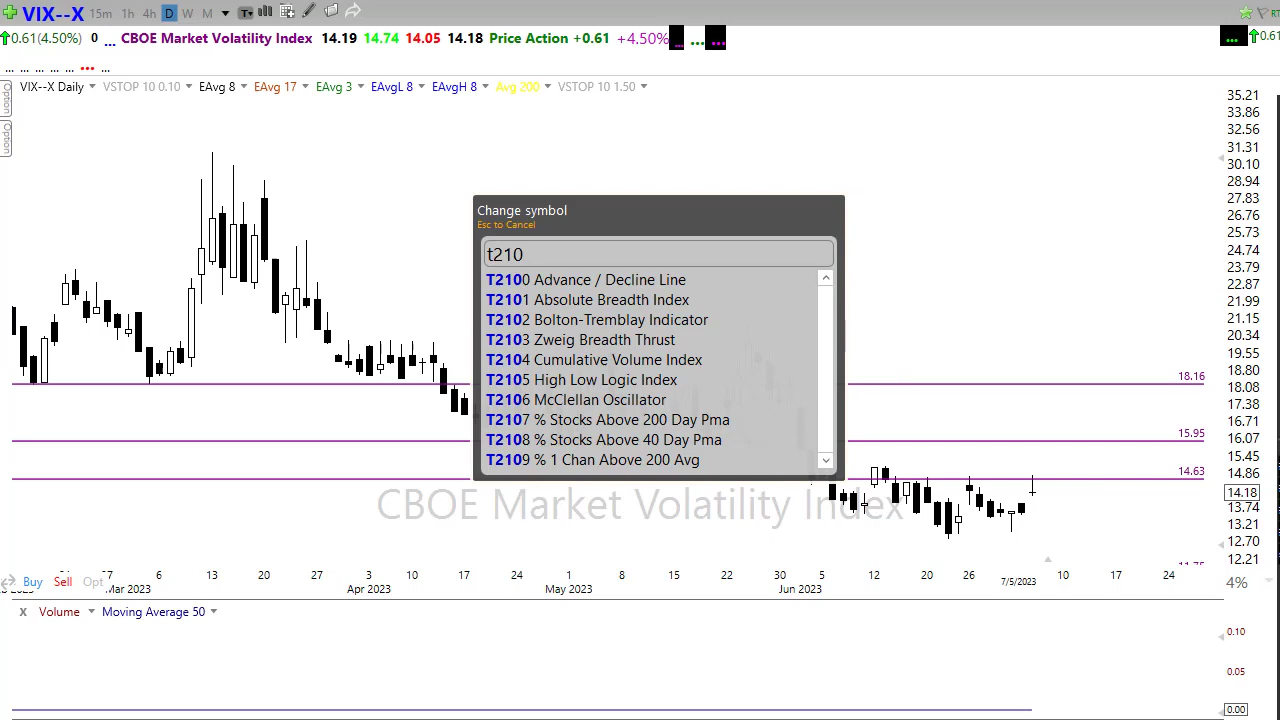 VIX--X 15m 1h 4h D W M T
RT
0.61(4.50%) 0 ... CBOE Market Volatility Index 14.19 14.74 14.05 14.18 Price Action +0.61 +4.50% ... ... ...
... 0.61
... ... ... ... ... ... ...
VIX--X Daily VSTOP 10 0.10 EAvg 8 EAvg 17 EAvg 3 EAvgL 8 EAvgH 8 Avg 200 VSTOP 10 1.50
Option
Option
35.21
33.86
32.56
31.31
30.10
28.94
27.83
26.76
25.73
24.74
23.79
22.87
21.99
21.15
20.34
19.55
18.80
18.08
17.38
16.71
16.07
15.45
14.86
14.18
13.74
13.21
12.70
12.21
Change symbol
Esc to Cancel
t210
T2100 Advance / Decline Line
T2101 Absolute Breadth Index
T2102 Bolton-Tremblay Indicator
T2103 Zweig Breadth Thrust
T2104 Cumulative Volume Index
T2105 High Low Logic Index
T2106 McClellan Oscillator
T2107 % Stocks Above 200 Day Pma
T2108 % Stocks Above 40 Day Pma
T2109 % 1 Chan Above 200 Avg
18.16
15.95
14.63
CBOE Market Volatility Index
11.75
Buy Sell Opt
27 6 13 20 27 3 10 17 24 1 8 15 22 30 5 12 20 26 7/5/2023 10 17 24
4%
Mar 2023 Apr 2023 May 2023 Jun 2023
X Volume Moving Average 50
0.10
0.05
0.00